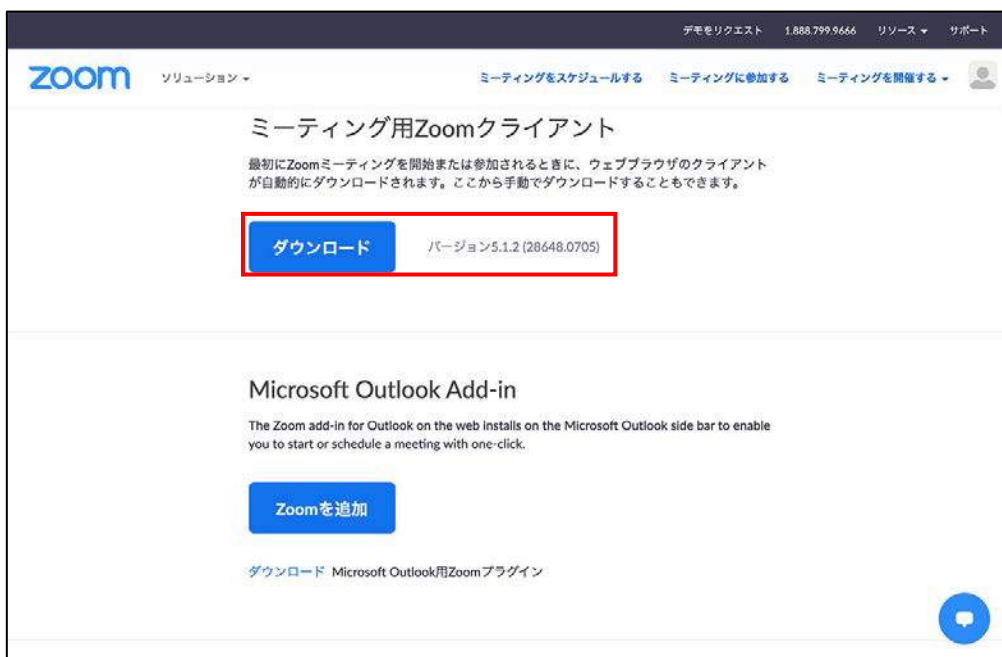 デモをリクエスト 1.888.799.9666 リソース サポート
zoom ソリューション ミーティングをスケジュールする ミーティングに参加する ミーティングを開催する
ミーティング用Zoomクライアント
最初にZoomミーティングを開始または参加されるときに、ウェブブラウザのクライアント
が自動的にダウンロードされます。ここから手動でダウンロードすることもできます。
ダウンロード バージョン5.1.2 (28648.0705)
Microsoft Outlook Add-in
The Zoom add-in for Outlook on the web installs on the Microsoft Outlook side bar to enable
you to start or schedule a meeting with one-click.
Zoomを追加
ダウンロード Microsoft Outlook用Zoomプラグイン